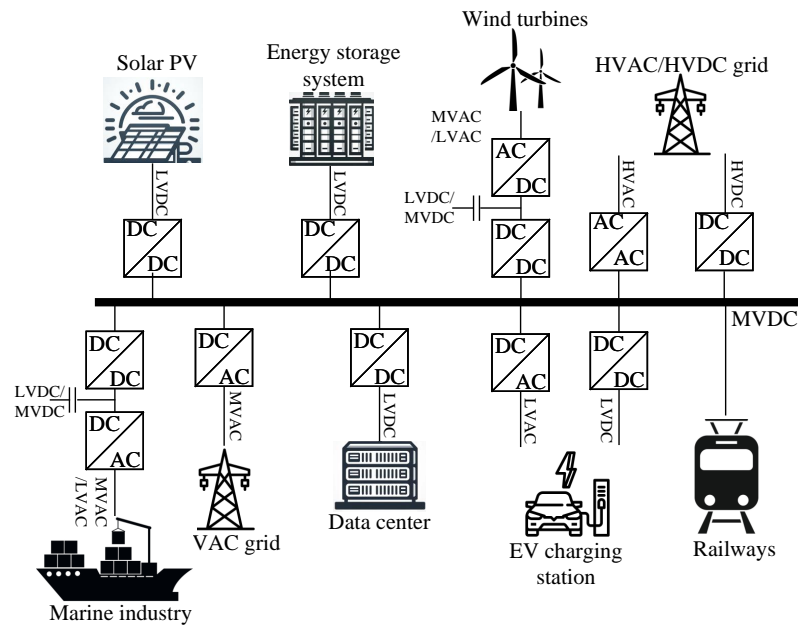 Solar PV
Energy storage
system
Wind turbines
HVAC/HVDC grid
MVAC
/LVAC
LVDC
LVDC
AC
DC
LVDC/
MVDC
HVAC
HVDC
DC
DC
DC
DC
DC
DC
AC
AC
DC
DC
MVDC
DC
DC
DC
AC
DC
DC
DC
AC
DC
DC
LVDC/
MVDC
DC
AC
MVAC
LVDC
LVAC
LVDC
MVAC
/LVAC
VAC grid
Data center
EV charging
station
Railways
Marine industry